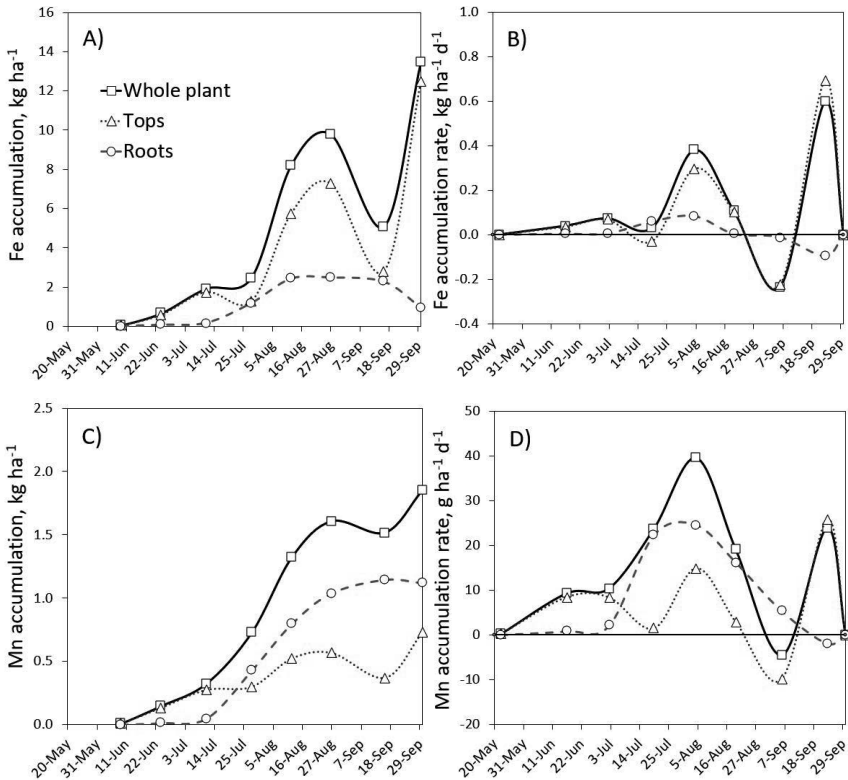 A)
Fe accumulation, kg ha⁻¹
16
14
12
10
8
6
4
2
0
Whole plant
Tops
Roots
20-May
31-May
11-Jun
22-Jun
3-Jul
14-Jul
25-Jul
5-Aug
16-Aug
27-Aug
7-Sep
18-Sep
29-Sep
B)
Fe accumulation rate, kg ha⁻¹ d⁻¹
1.0
0.8
0.6
0.4
0.2
0.0
-0.2
-0.4
20-May
31-May
11-Jun
22-Jun
3-Jul
14-Jul
25-Jul
5-Aug
16-Aug
27-Aug
7-Sep
18-Sep
29-Sep
C)
Mn accumulation, kg ha⁻¹
2.5
2.0
1.5
1.0
0.5
0.0
20-May
31-May
11-Jun
22-Jun
3-Jul
14-Jul
25-Jul
5-Aug
16-Aug
27-Aug
7-Sep
18-Sep
29-Sep
D)
Mn accumulation rate, g ha⁻¹ d⁻¹
50
40
30
20
10
0
-10
-20
20-May
31-May
11-Jun
22-Jun
3-Jul
14-Jul
25-Jul
5-Aug
16-Aug
27-Aug
7-Sep
18-Sep
29-Sep